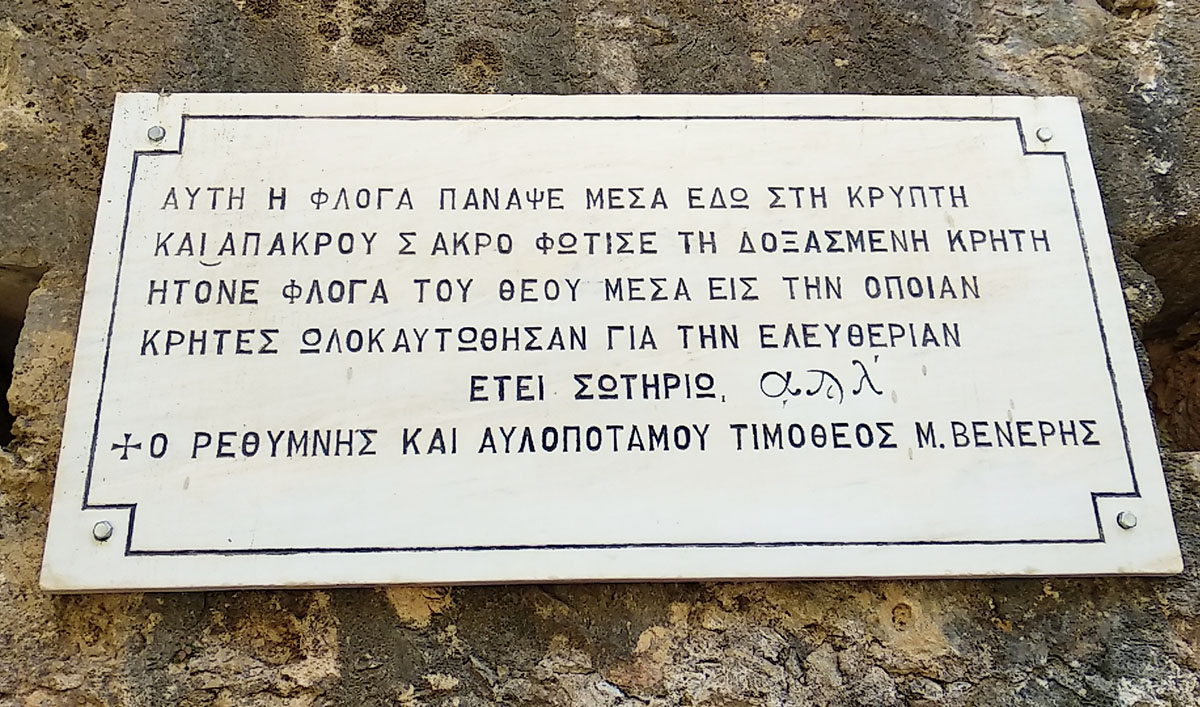 ΑΥΤΗ Η ΦΛΟΓΑ ΠΑΝΑΨΕ ΜΕΣΑ ΕΔΩ ΣΤΗ ΚΡΥΠΤΗ
ΚΑΙ ΑΠΑΚΡΟΥ Σ ΑΚΡΟ ΦΩΤΙΣΕ ΤΗ ΔΟΞΑΣΜΕΝΗ ΚΡΗΤΗ
ΗΤΟΝΕ ΦΛΟΓΑ ΤΟΥ ΘΕΟΥ ΜΕΣΑ ΕΙΣ ΤΗΝ ΟΠΟΙΑΝ
ΚΡΗΤΕΣ ΩΛΟΚΑΥΤΩΘΗΣΑΝ ΓΙΑ ΤΗΝ ΕΛΕΥΘΕΡΙΑΝ
ΕΤΕΙ ΣΩΤΗΡΙΩ,
☩Ο ΡΕΘΥΜΝΗΣ ΚΑΙ ΑΥΛΟΠΟΤΑΜΟΥ ΤΙΜΟΘΕΟΣ Μ. ΒΕΝΕΡΗΣ